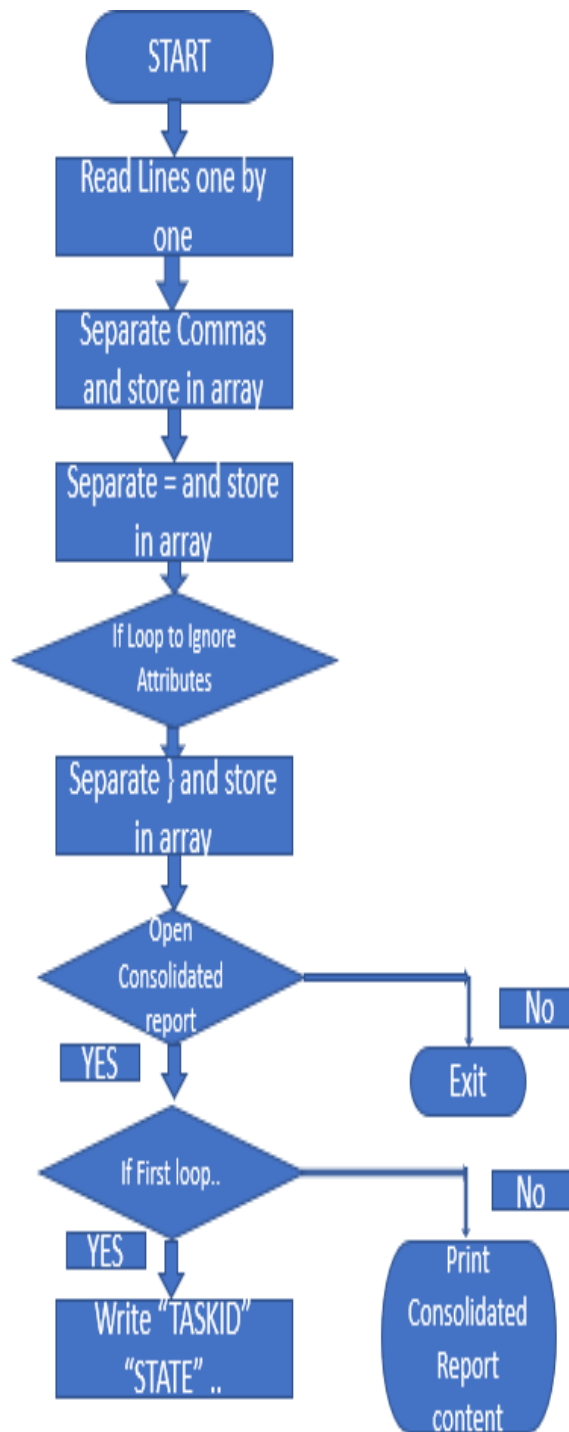 START
Read Lines one by
one
Separate Commas
and store in array
Separate = and store
in array
If Loop to Ignore
Attributes
Separate } and store
in array
Open
Consolidated
report
No
YES
Exit
If First loop..
No
YES
Print
Consolidated
Report
content
Write “TASKID”
“STATE” ..